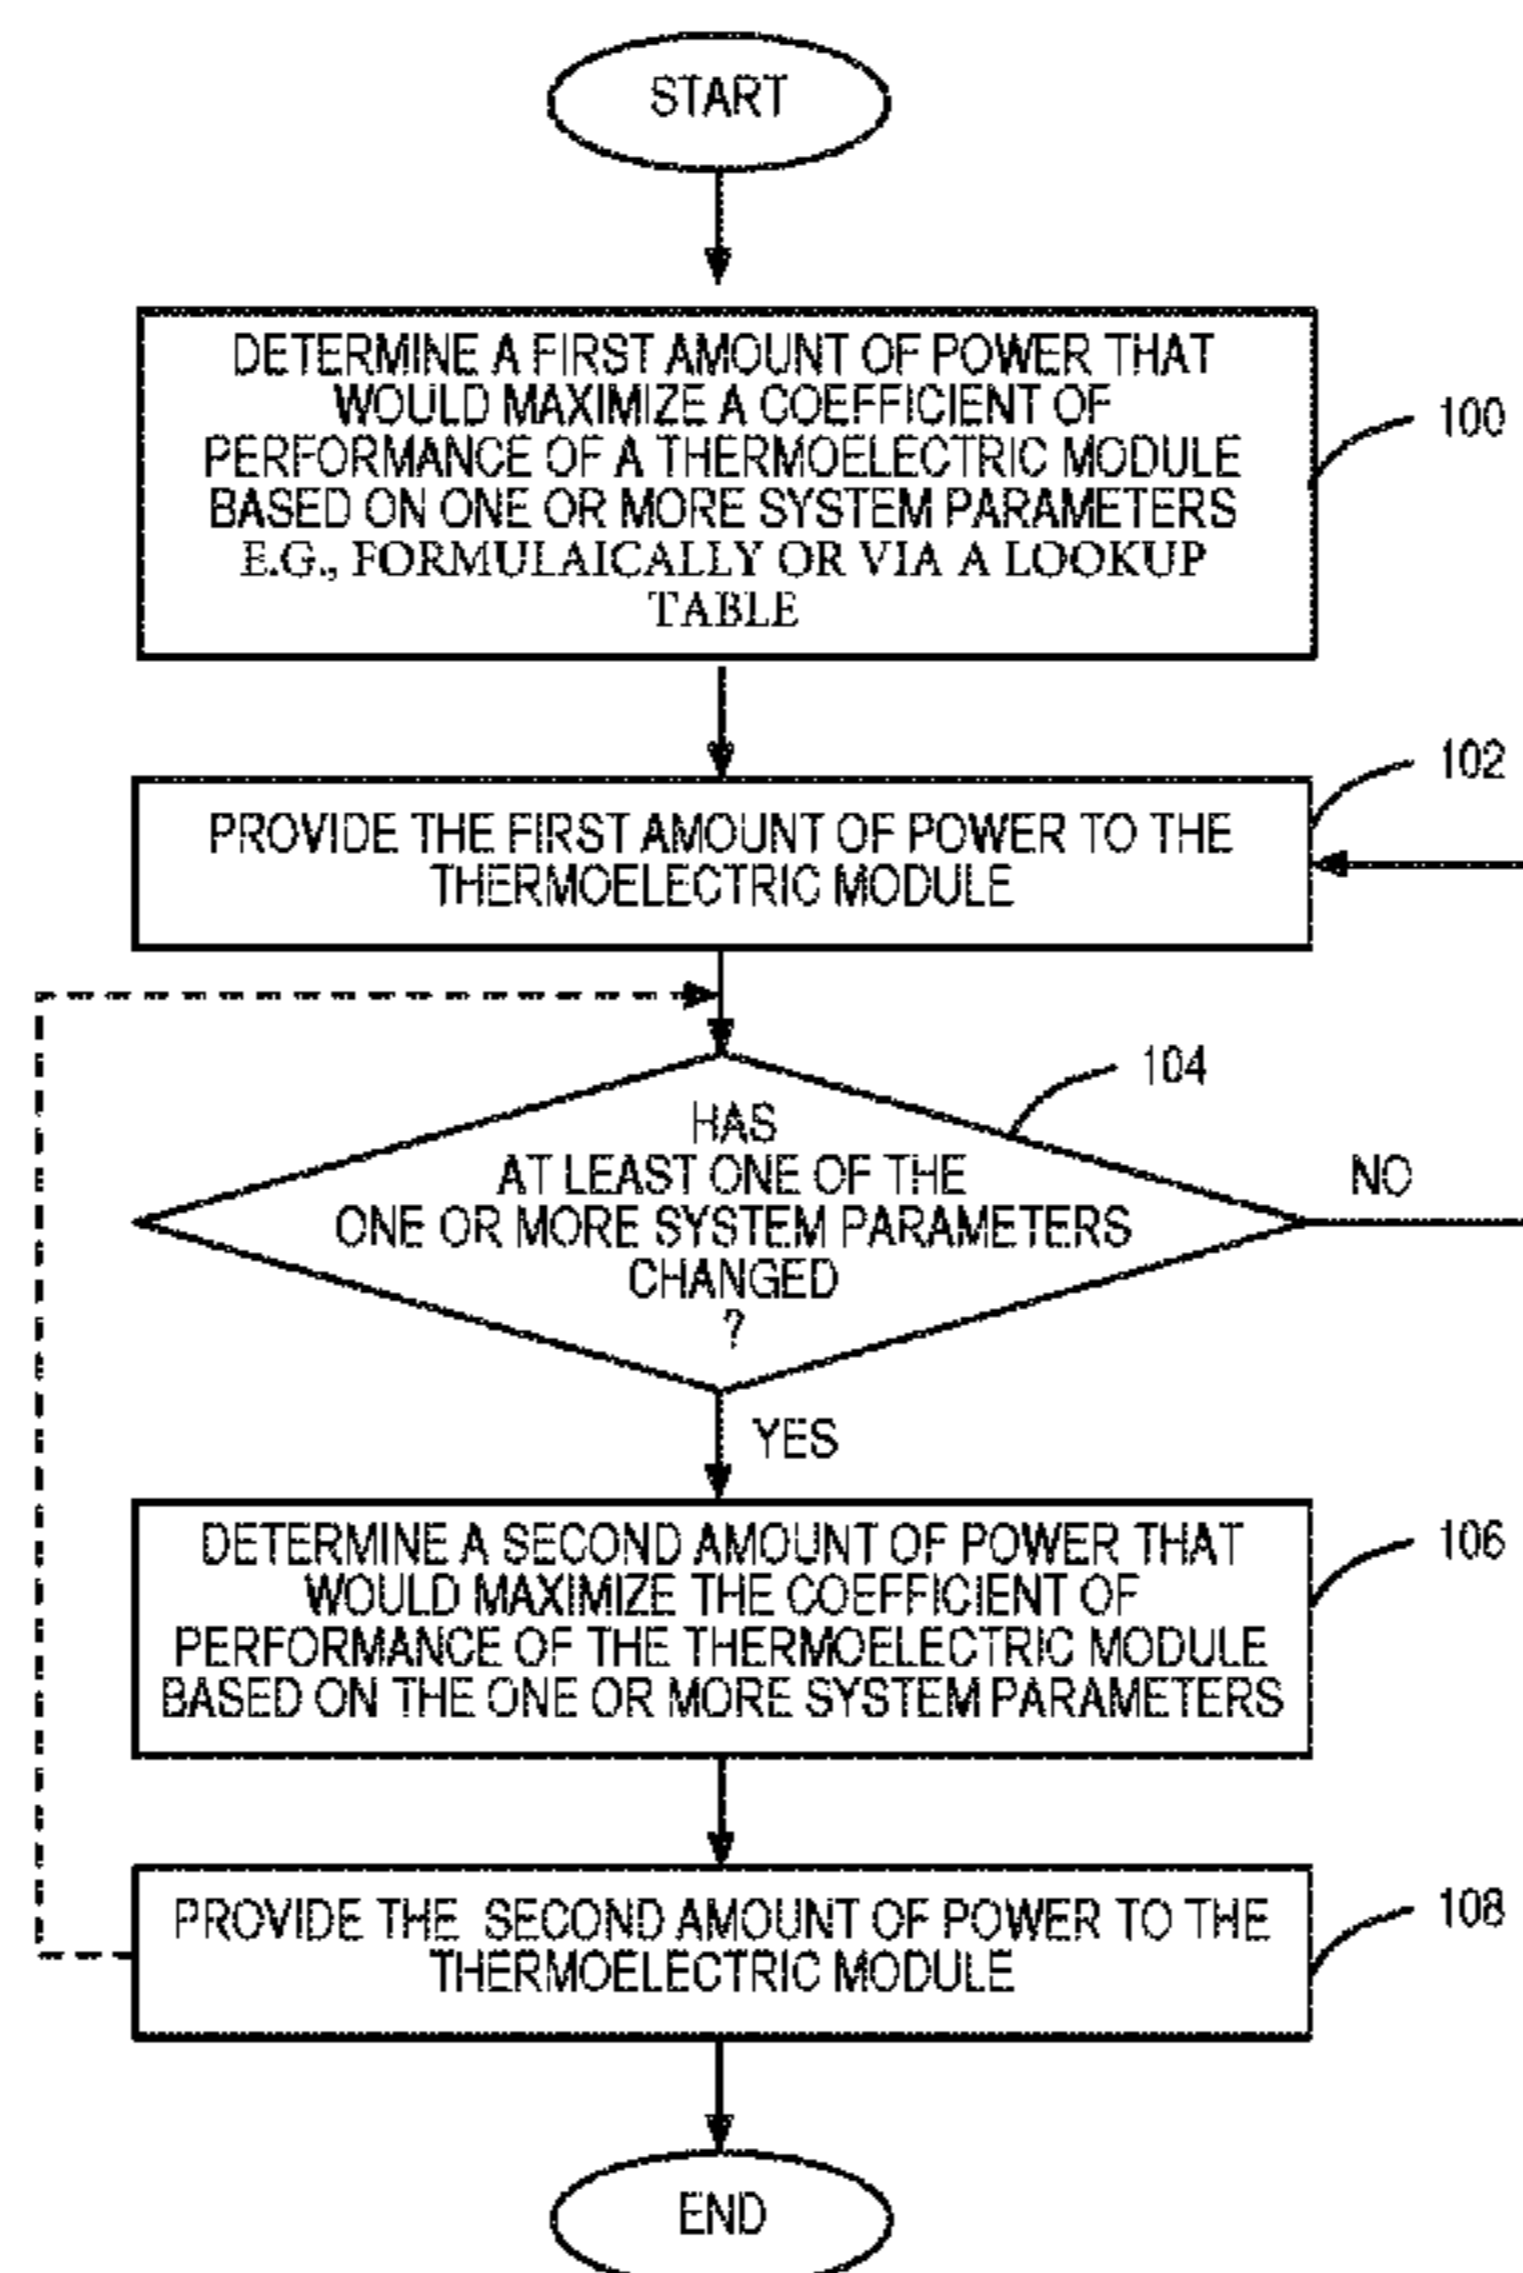 START
DETERMINE A FIRST AMOUNT OF POWER THAT
WOULD MAXIMIZE A COEFFICIENT OF
PERFORMANCE OF A THERMOELECTRIC MODULE
BASED ON ONE OR MORE SYSTEM PARAMETERS
E.G., FORMULAICALLY OR VIA A LOOKUP
TABLE
100
PROVIDE THE FIRST AMOUNT OF POWER TO THE
THERMOELECTRIC MODULE
102
HAS
AT LEAST ONE OF THE
ONE OR MORE SYSTEM PARAMETERS
CHANGED
?
104
NO
YES
DETERMINE A SECOND AMOUNT OF POWER THAT
WOULD MAXIMIZE THE COEFFICIENT OF
PERFORMANCE OF THE THERMOELECTRIC MODULE
BASED ON THE ONE OR MORE SYSTEM PARAMETERS
106
PROVIDE THE SECOND AMOUNT OF POWER TO THE
THERMOELECTRIC MODULE
108
END